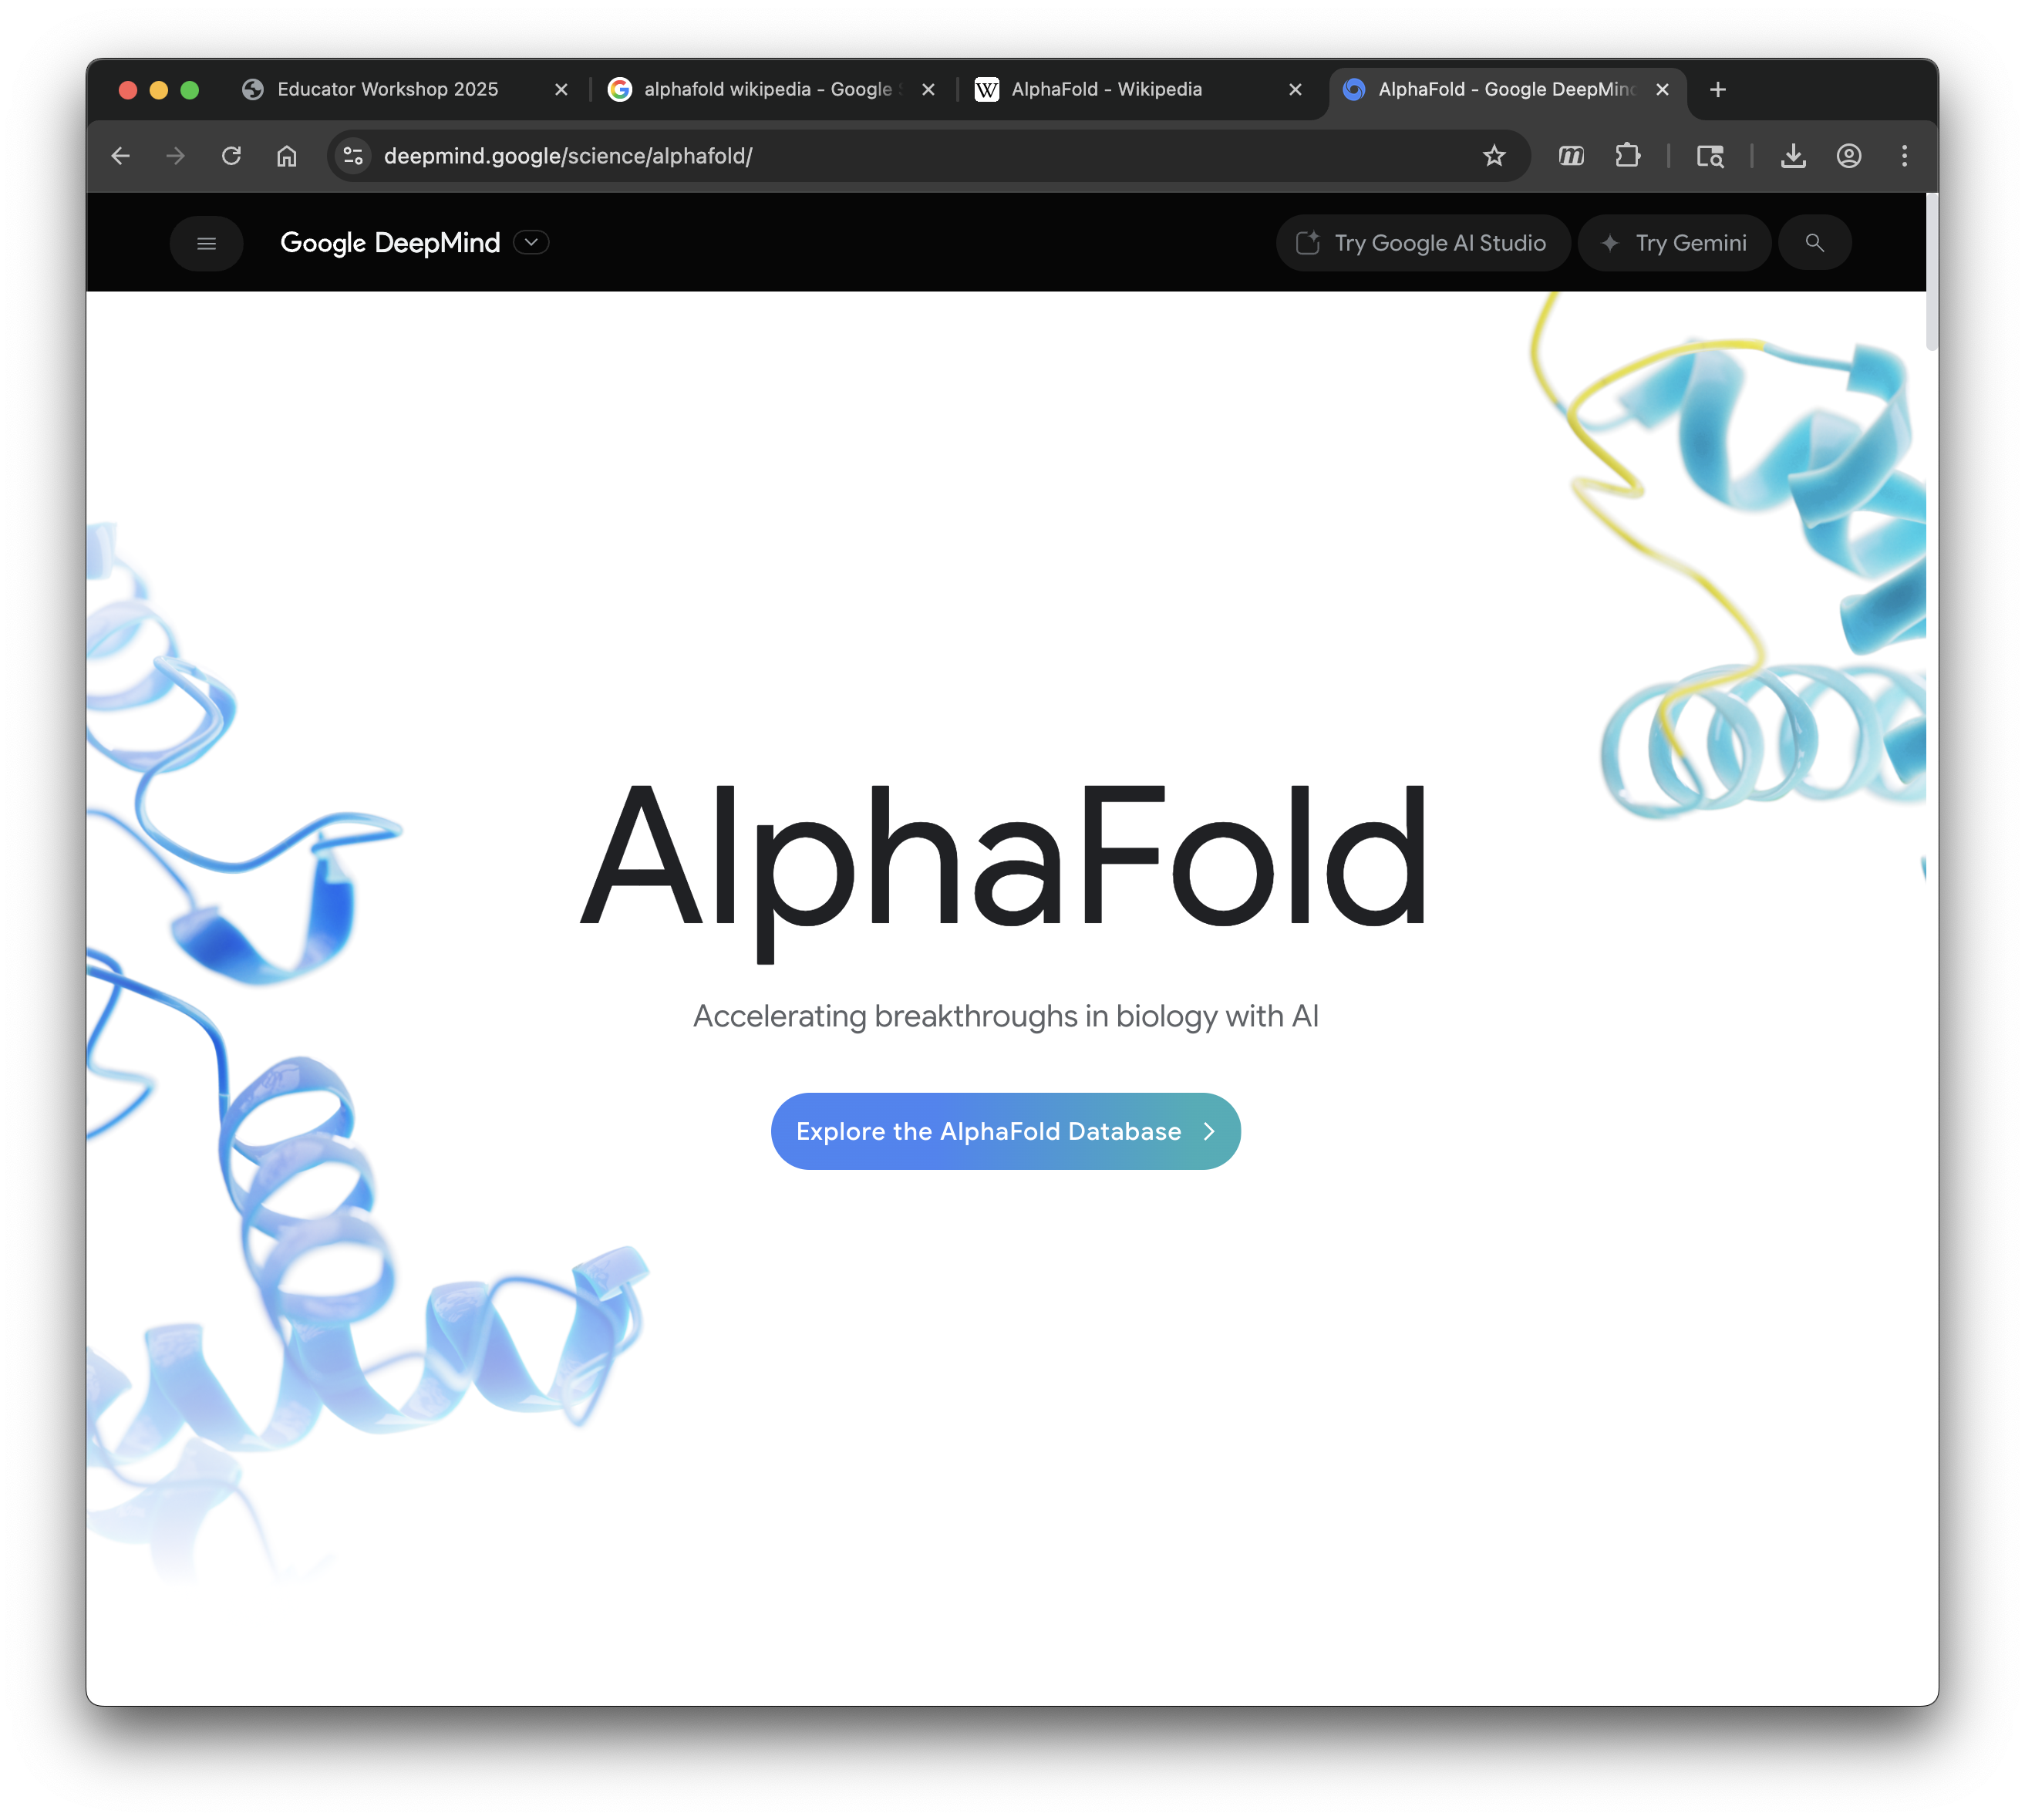 Educator Workshop 2025
alphafold wikipedia - Google
AlphaFold - Wikipedia
AlphaFold - Google DeepMind
deepmind.google/science/alphafold/
Google DeepMind
Try Google AI Studio
Try Gemini
AlphaFold
Accelerating breakthroughs in biology with AI
Explore the AlphaFold Database